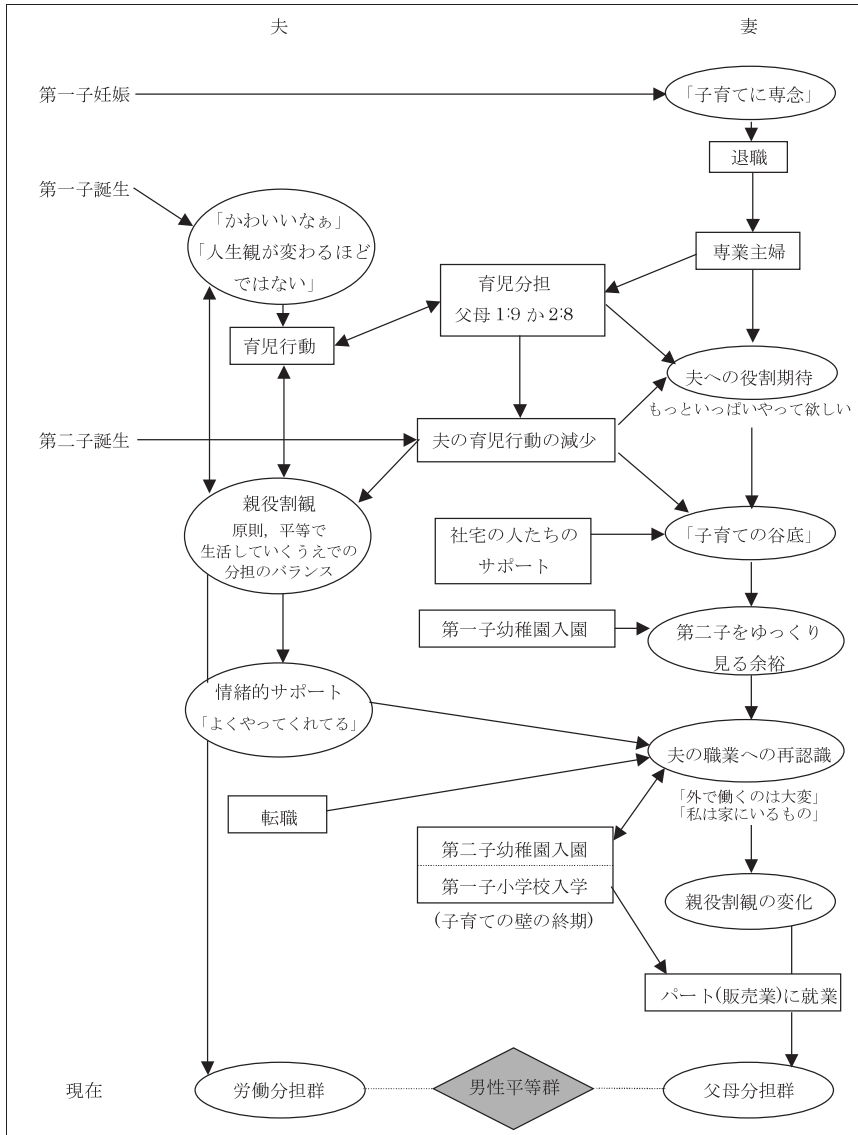 夫
妻
第一子妊娠
「子育てに専念」
退職
第一子誕生
「かわいいなぁ」
「人生観が変わるほど
ではない」
専業主婦
育児分担
父母 1:9 か 2:8
育児行動
夫への役割期待
もっといっぱいやって欲しい
第二子誕生
夫の育児行動の減少
親役割観
原則，平等で
生活していくうえでの
分担のバランス
社宅の人たちの
サポート
「子育ての谷底」
第一子幼稚園入園
第二子をゆっくり
見る余裕
情緒的サポート
「よくやってくれてる」
夫の職業への再認識
「外で働くのは大変」
「私は家にいるもの」
転職
第二子幼稚園入園
第一子小学校入学
(子育ての壁の終期)
親役割観の変化
パート(販売業)に就業
現在
労働分担群
男性平等群
父母分担群